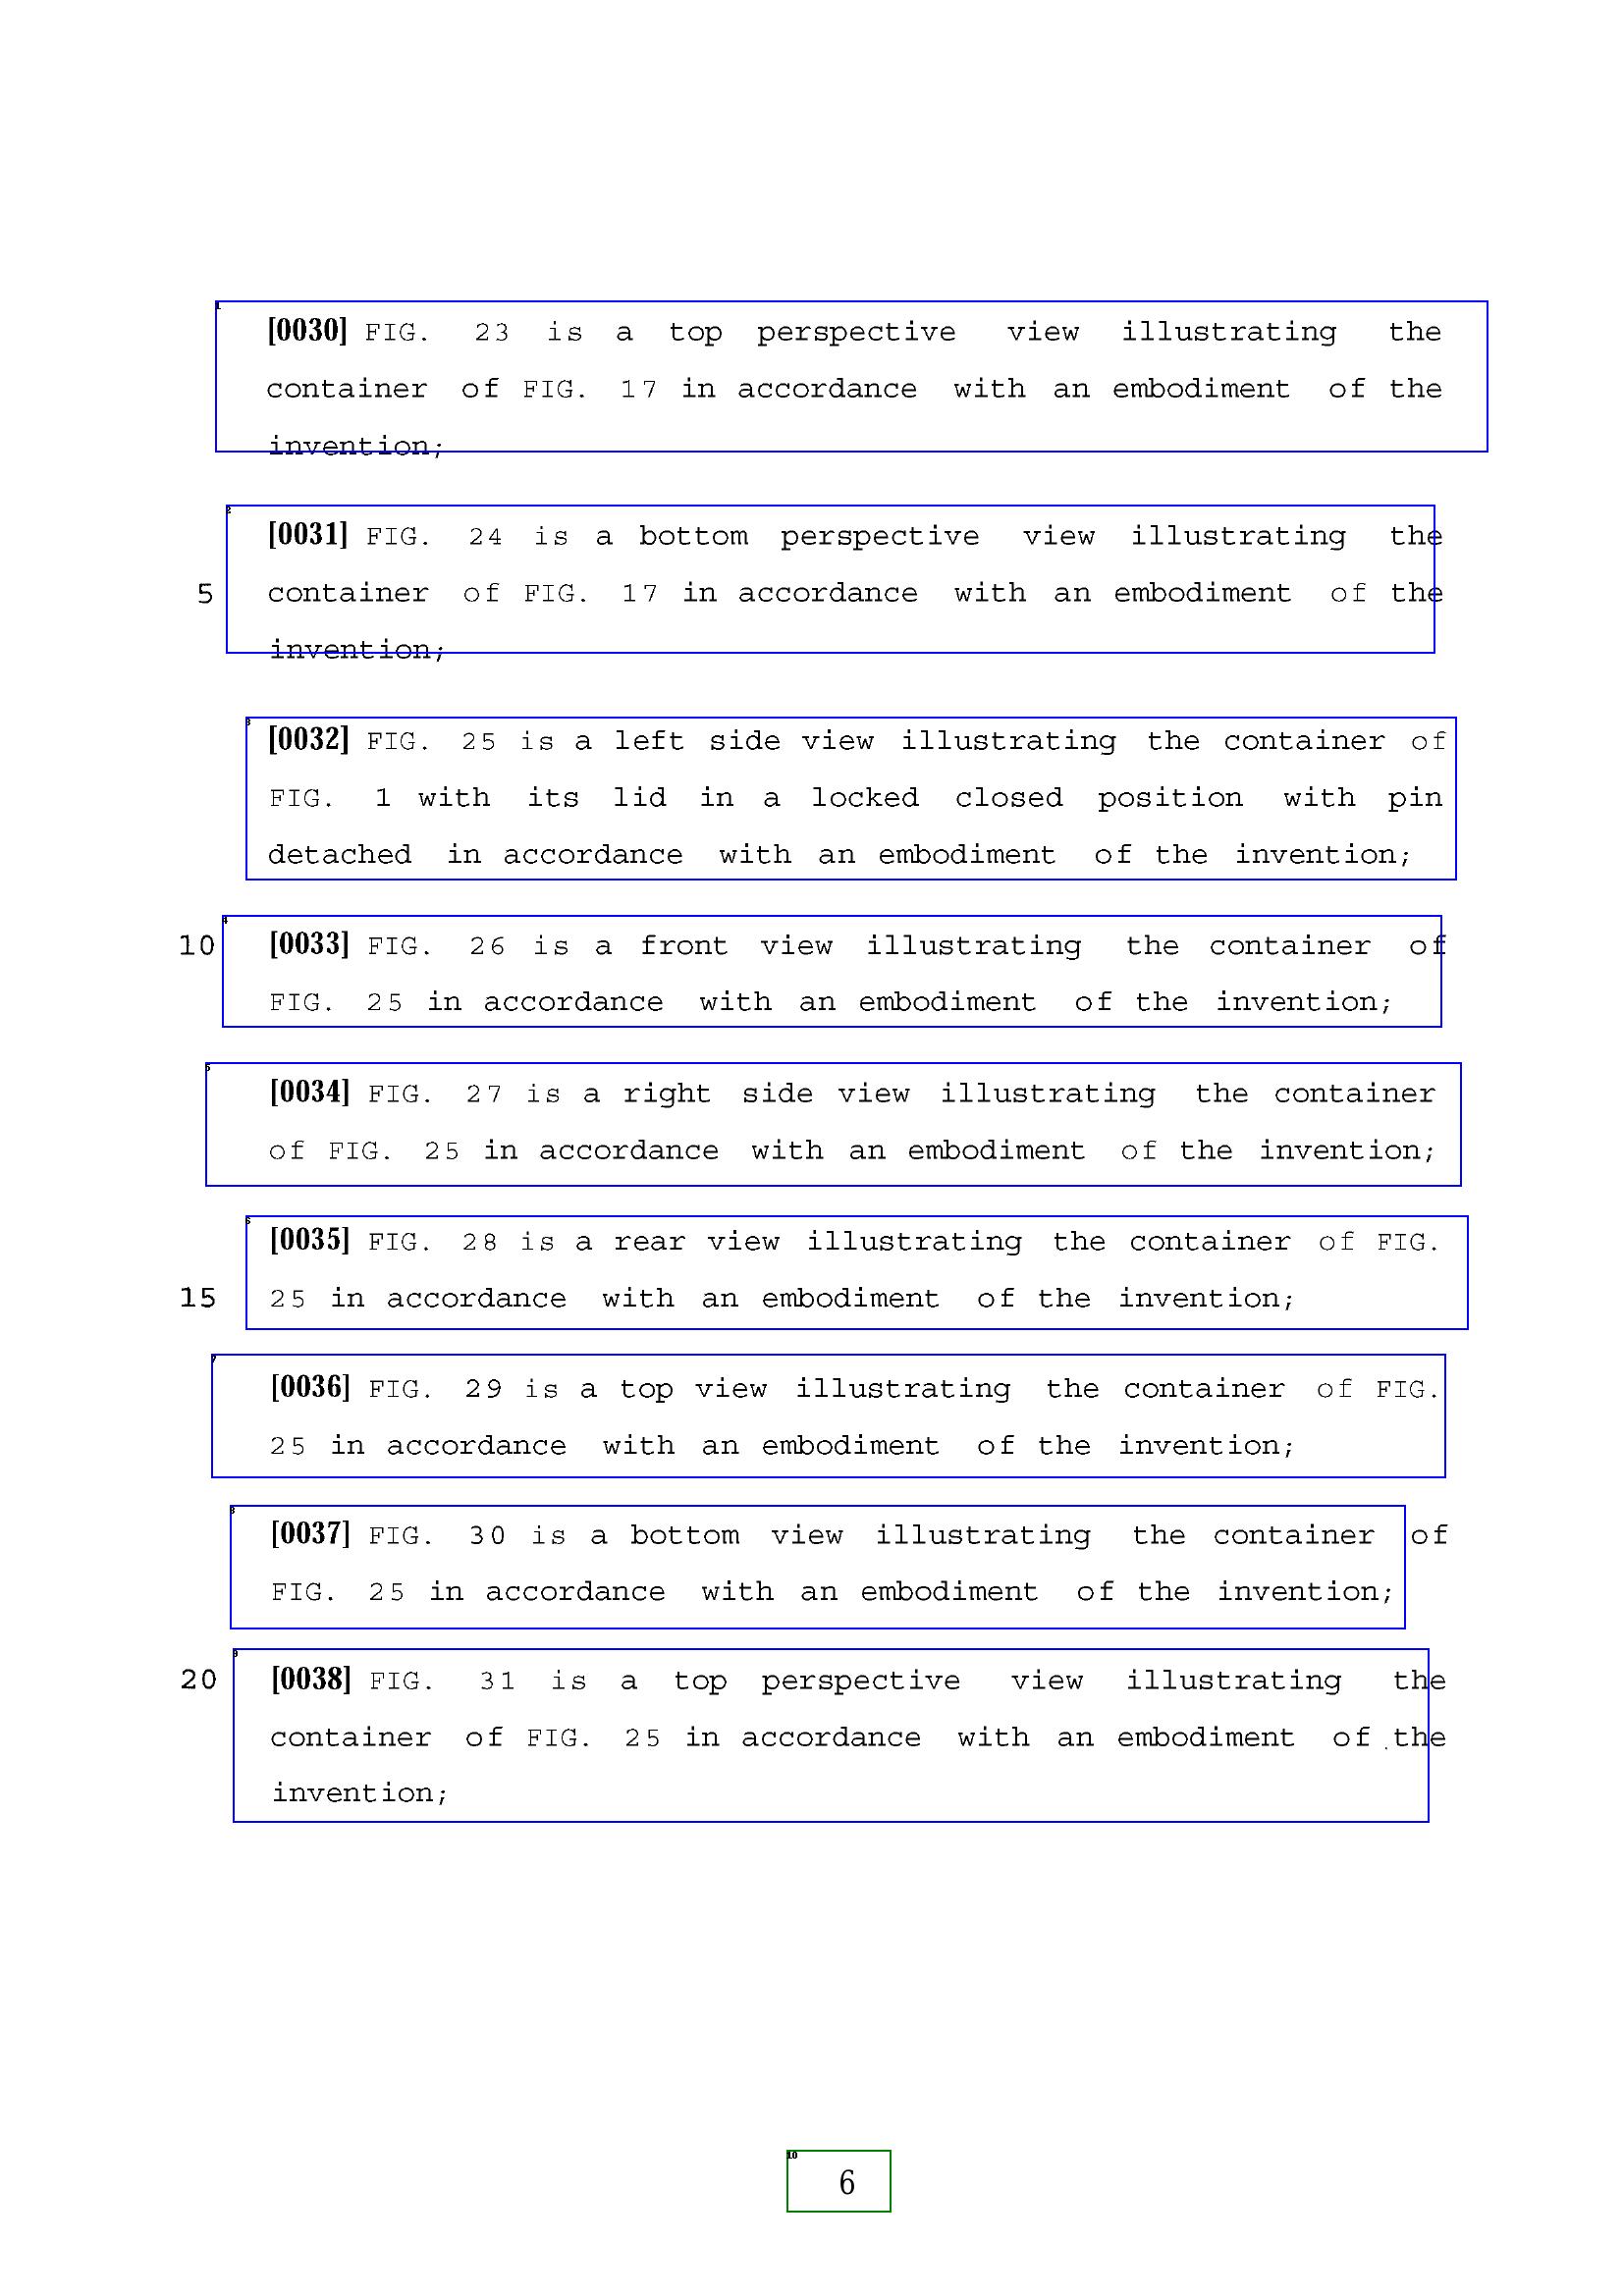 [0030] FIG. 23 is a top perspective view illustrating the
container of FIG. 17 in accordance with an embodiment of the
invention;
[0031] FIG. 24 is a bottom perspective view illustrating the
5 container of FIG. 17 in accordance with an embodiment of the
invention;
[0032] FIG. 25 is a left side view illustrating the container of
FIG. 1 with its lid in a locked closed position with pin
detached in accordance with an embodiment of the invention;
10 [0033] FIG. 26 is a front view illustrating the container of
FIG. 25 in accordance with an embodiment of the invention;
[0034] FIG. 27 is a right side view illustrating the container
of FIG. 25 in accordance with an embodiment of the invention;
[0035] FIG. 28 is a rear view illustrating the container of FIG.
15 25 in accordance with an embodiment of the invention;
[0036] FIG. 29 is a top view illustrating the container of FIG.
25 in accordance with an embodiment of the invention;
[0037] FIG. 30 is a bottom view illustrating the container of
FIG. 25 in accordance with an embodiment of the invention;
20 [0038] FIG. 31 is a top perspective view illustrating the
container of FIG. 25 in accordance with an embodiment of the
invention;
10
6